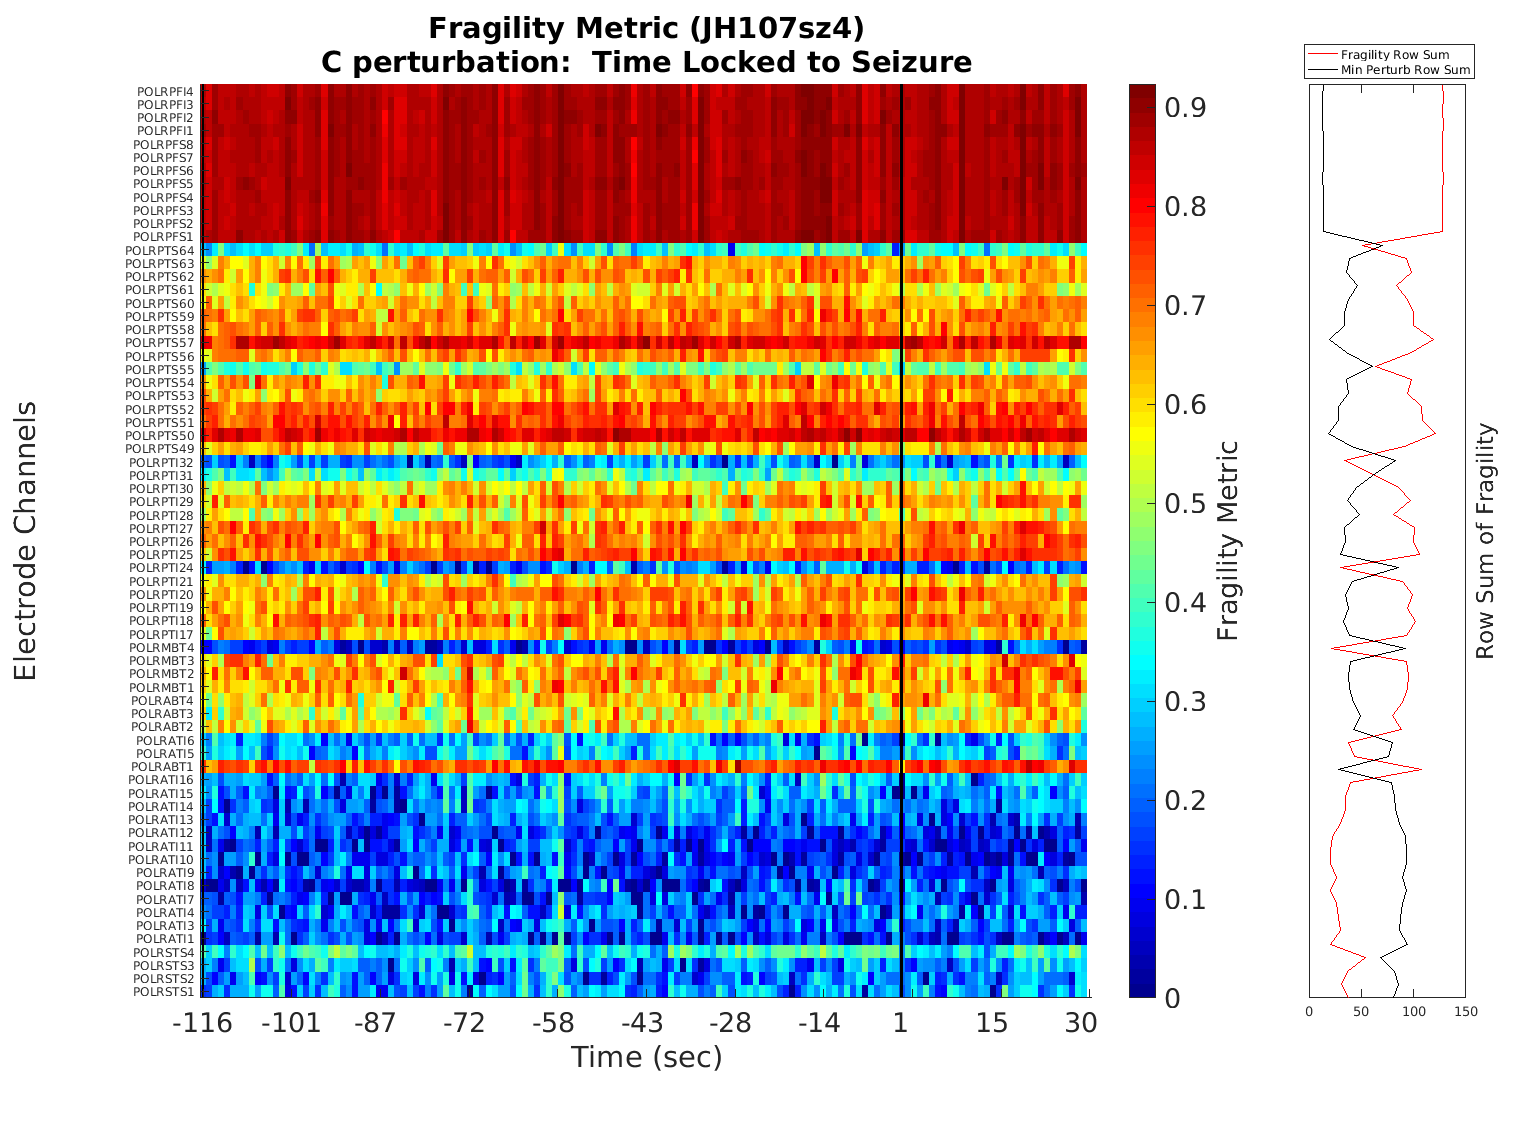 Fragility Metric (JH107sz4)
C perturbation:  Time Locked to Seizure
Electrode Channels
POLRPFI4
POLRPFI3
POLRPFI2
POLRPFI1
POLRPFS8
POLRPFS7
POLRPFS6
POLRPFS5
POLRPFS4
POLRPFS3
POLRPFS2
POLRPFS1
POLRPTS64
POLRPTS63
POLRPTS62
POLRPTS61
POLRPTS60
POLRPTS59
POLRPTS58
POLRPTS57
POLRPTS56
POLRPTS55
POLRPTS54
POLRPTS53
POLRPTS52
POLRPTS51
POLRPTS50
POLRPTS49
POLRPTI32
POLRPTI31
POLRPTI30
POLRPTI29
POLRPTI28
POLRPTI27
POLRPTI26
POLRPTI25
POLRPTI24
POLRPTI21
POLRPTI20
POLRPTI19
POLRPTI18
POLRPTI17
POLRMBT4
POLRMBT3
POLRMBT2
POLRMBT1
POLRABT4
POLRABT3
POLRABT2
POLRATI6
POLRATI5
POLRABT1
POLRATI16
POLRATI15
POLRATI14
POLRATI13
POLRATI12
POLRATI11
POLRATI10
POLRATI9
POLRATI8
POLRATI7
POLRATI4
POLRATI3
POLRATI1
POLRSTS4
POLRSTS3
POLRSTS2
POLRSTS1
-116 -101 -87 -72 -58 -43 -28 -14 1 15 30
Time (sec)
0.9
0.8
0.7
0.6
0.5
0.4
0.3
0.2
0.1
0
Fragility Metric
Fragility Row Sum
Min Perturb Row Sum
0 50 100 150
Row Sum of Fragility